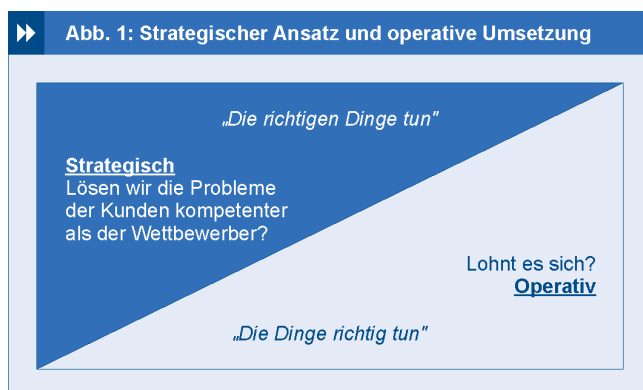 Abb. 1: Strategischer Ansatz und operative Umsetzung
„Die richtigen Dinge tun"
Strategisch
Lösen wir die Probleme
der Kunden kompetenter
als der Wettbewerber?
Lohnt es sich?
Operativ
„Die Dinge richtig tun"